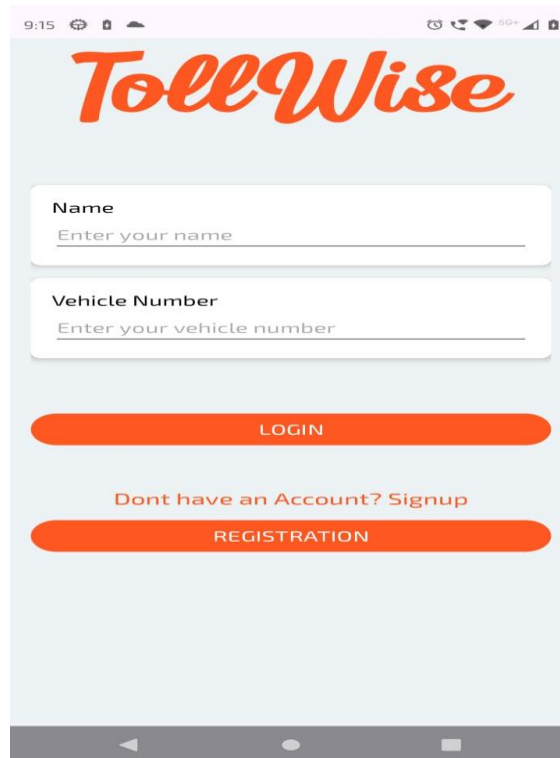 9:15
5G+
TollWise
Name
Enter your name
Vehicle Number
Enter your vehicle number
LOGIN
Dont have an Account? Signup
REGISTRATION